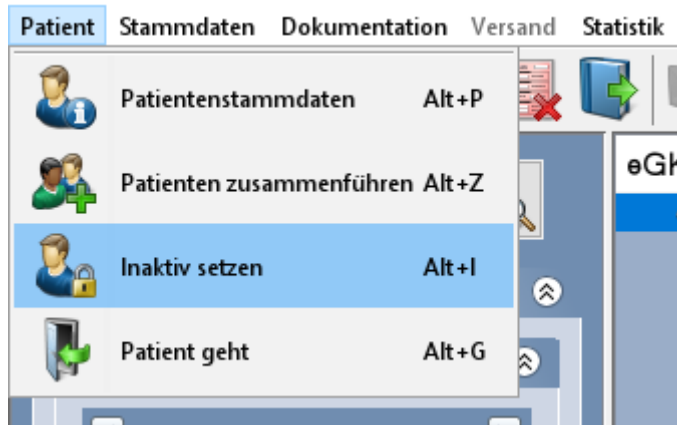 Patient Stammdaten Dokumentation Versand Statistik
Patientenstammdaten Alt+P
Patienten zusammenführen Alt+Z
eGK
Inaktiv setzen Alt+I
Patient geht Alt+G